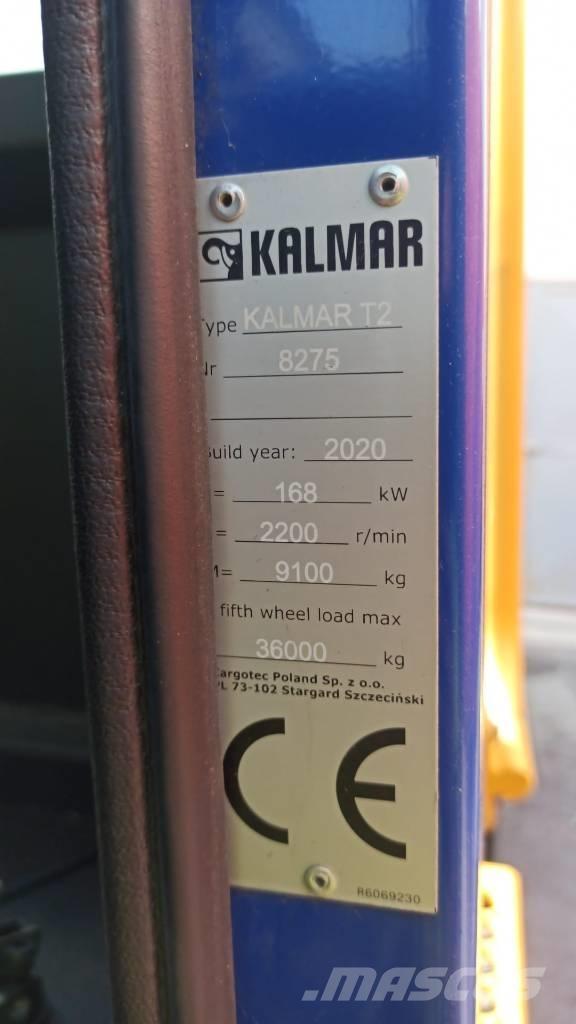 KALMAR
Type KALMAR T2
Nr 8275
Build year: 2020
= 168 kW
= 2200 r/min
M= 9100 kg
fifth wheel load max
36000 kg
Cargotec Poland Sp. z o.o.
PL 73-102 Stargard Szczeciński
CE
R6069230
MASCUS